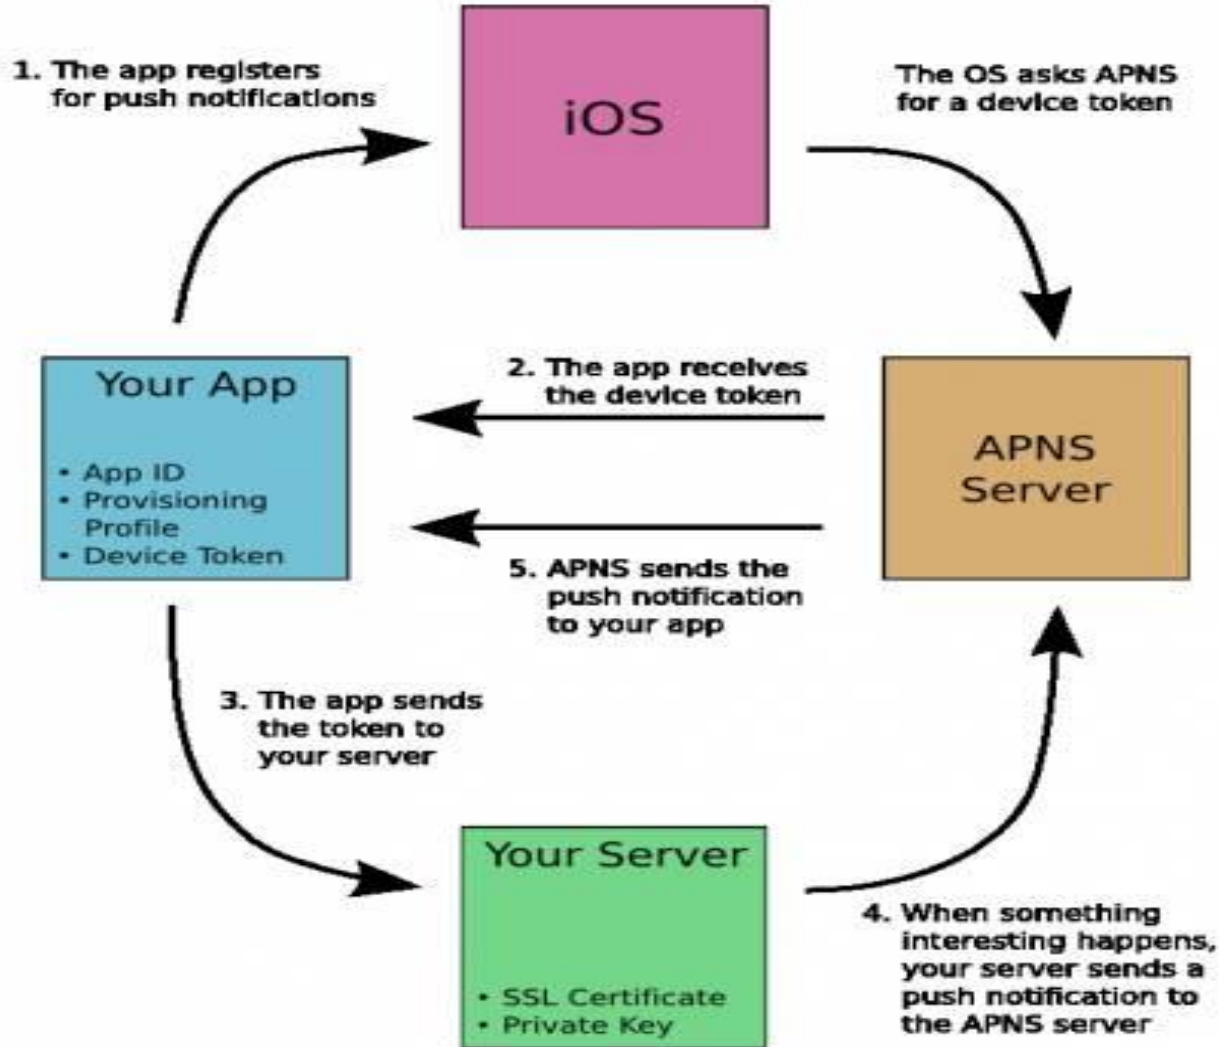 1. The app registers
for push notifications
iOS
The OS asks APNS
for a device token
Your App
• App ID
• Provisioning
Profile
• Device Token
2. The app receives
the device token
APNS
Server
5. APNS sends the
push notification
to your app
3. The app sends
the token to
your server
Your Server
• SSL Certificate
• Private Key
4. When something
interesting happens,
your server sends a
push notification to
the APNS server